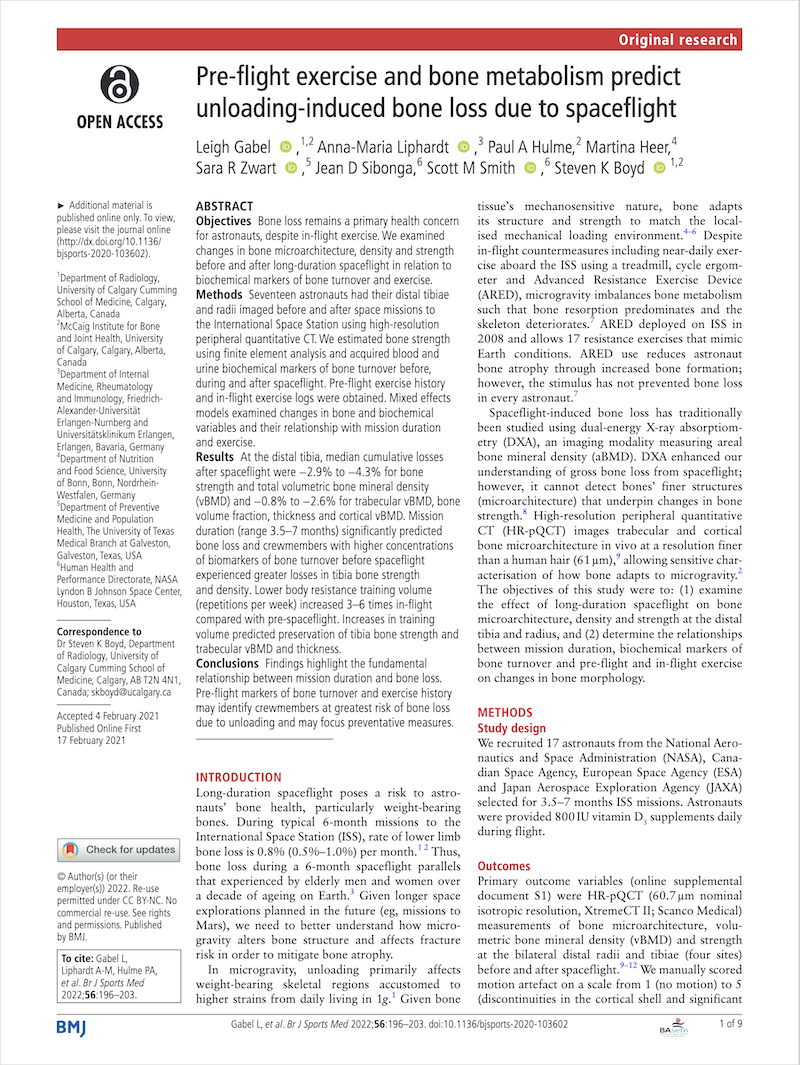 Original research
OPEN ACCESS
Pre-flight exercise and bone metabolism predict
unloading-induced bone loss due to spaceflight
Leigh Gabel iD ,1,2 Anna-Maria Liphardt iD ,3 Paul A Hulme,2 Martina Heer,4
Sara R Zwart iD ,5 Jean D Sibonga,6 Scott M Smith iD ,6 Steven K Boyd iD 1,2
► Additional material is
published online only. To view,
please visit the journal online
(http://dx.doi.org/10.1136/
bjsports-2020-103602).
1Department of Radiology,
University of Calgary Cumming
School of Medicine, Calgary,
Alberta, Canada
2McCaig Institute for Bone
and Joint Health, University
of Calgary, Calgary, Alberta,
Canada
3Department of Internal
Medicine, Rheumatology
and Immunology, Friedrich-
Alexander-Universität
Erlangen-Nurnberg and
Universitätsklinikum Erlangen,
Erlangen, Bavaria, Germany
4Department of Nutrition
and Food Science, University
of Bonn, Bonn, Nordrhein-
Westfalen, Germany
5Department of Preventive
Medicine and Population
Health, The University of Texas
Medical Branch at Galveston,
Galveston, Texas, USA
6Human Health and
Performance Directorate, NASA
Lyndon B Johnson Space Center,
Houston, Texas, USA
Correspondence to
Dr Steven K Boyd, Department
of Radiology, University of
Calgary Cumming School of
Medicine, Calgary, AB T2N 4N1,
Canada; skboyd@ucalgary.ca
Accepted 4 February 2021
Published Online First
17 February 2021
Check for updates
© Author(s) (or their
employer(s)) 2022. Re-use
permitted under CC BY-NC. No
commercial re-use. See rights
and permissions. Published
by BMJ.
To cite: Gabel L,
Liphardt A-M, Hulme PA,
et al. Br J Sports Med
2022;56:196–203.
ABSTRACT
Objectives Bone loss remains a primary health concern
for astronauts, despite in-flight exercise. We examined
changes in bone microarchitecture, density and strength
before and after long-duration spaceflight in relation to
biochemical markers of bone turnover and exercise.
Methods Seventeen astronauts had their distal tibiae
and radii imaged before and after space missions to
the International Space Station using high-resolution
peripheral quantitative CT. We estimated bone strength
using finite element analysis and acquired blood and
urine biochemical markers of bone turnover before,
during and after spaceflight. Pre-flight exercise history
and in-flight exercise logs were obtained. Mixed effects
models examined changes in bone and biochemical
variables and their relationship with mission duration
and exercise.
Results At the distal tibia, median cumulative losses
after spaceflight were −2.9% to −4.3% for bone
strength and total volumetric bone mineral density
(vBMD) and −0.8% to −2.6% for trabecular vBMD, bone
volume fraction, thickness and cortical vBMD. Mission
duration (range 3.5–7 months) significantly predicted
bone loss and crewmembers with higher concentrations
of biomarkers of bone turnover before spaceflight
experienced greater losses in tibia bone strength
and density. Lower body resistance training volume
(repetitions per week) increased 3–6 times in-flight
compared with pre-spaceflight. Increases in training
volume predicted preservation of tibia bone strength and
trabecular vBMD and thickness.
Conclusions Findings highlight the fundamental
relationship between mission duration and bone loss.
Pre-flight markers of bone turnover and exercise history
may identify crewmembers at greatest risk of bone loss
due to unloading and may focus preventative measures.
INTRODUCTION
Long-duration spaceflight poses a risk to astro-
nauts' bone health, particularly weight-bearing
bones. During typical 6-month missions to the
International Space Station (ISS), rate of lower limb
bone loss is 0.8% (0.5%–1.0%) per month.1 2 Thus,
bone loss during a 6-month spaceflight parallels
that experienced by elderly men and women over
a decade of ageing on Earth.3 Given longer space
explorations planned in the future (eg, missions to
Mars), we need to better understand how micro-
gravity alters bone structure and affects fracture
risk in order to mitigate bone atrophy.
In microgravity, unloading primarily affects
weight-bearing skeletal regions accustomed to
higher strains from daily living in 1g.1 Given bone
tissue's mechanosensitive nature, bone adapts
its structure and strength to match the local-
ised mechanical loading environment.4–6 Despite
in-flight countermeasures including near-daily exer-
cise aboard the ISS using a treadmill, cycle ergom-
eter and Advanced Resistance Exercise Device
(ARED), microgravity imbalances bone metabolism
such that bone resorption predominates and the
skeleton deteriorates.7 ARED deployed on ISS in
2008 and allows 17 resistance exercises that mimic
Earth conditions. ARED use reduces astronaut
bone atrophy through increased bone formation;
however, the stimulus has not prevented bone loss
in every astronaut.7
Spaceflight-induced bone loss has traditionally
been studied using dual-energy X-ray absorptiom-
etry (DXA), an imaging modality measuring areal
bone mineral density (aBMD). DXA enhanced our
understanding of gross bone loss from spaceflight;
however, it cannot detect bones' finer structures
(microarchitecture) that underpin changes in bone
strength.8 High-resolution peripheral quantitative
CT (HR-pQCT) images trabecular and cortical
bone microarchitecture in vivo at a resolution finer
than a human hair (61 µm),9 allowing sensitive char-
acterisation of how bone adapts to microgravity.2
The objectives of this study were to: (1) examine
the effect of long-duration spaceflight on bone
microarchitecture, density and strength at the distal
tibia and radius, and (2) determine the relationships
between mission duration, biochemical markers of
bone turnover and pre-flight and in-flight exercise
on changes in bone morphology.
METHODS
Study design
We recruited 17 astronauts from the National Aero-
nautics and Space Administration (NASA), Cana-
dian Space Agency, European Space Agency (ESA)
and Japan Aerospace Exploration Agency (JAXA)
selected for 3.5–7 months ISS missions. Astronauts
were provided 800 IU vitamin D3 supplements daily
during flight.
Outcomes
Primary outcome variables (online supplemental
document S1) were HR-pQCT (60.7 µm nominal
isotropic resolution, XtremeCT II; Scanco Medical)
measurements of bone microarchitecture, volu-
metric bone mineral density (vBMD) and strength
at the bilateral distal radii and tibiae (four sites)
before and after spaceflight.9–12 We manually scored
motion artefact on a scale from 1 (no motion) to 5
(discontinuities in the cortical shell and significant
BMJ
Gabel L, et al. Br J Sports Med 2022;56:196–203. doi:10.1136/bjsports-2020-103602
BASEM
1 of 9